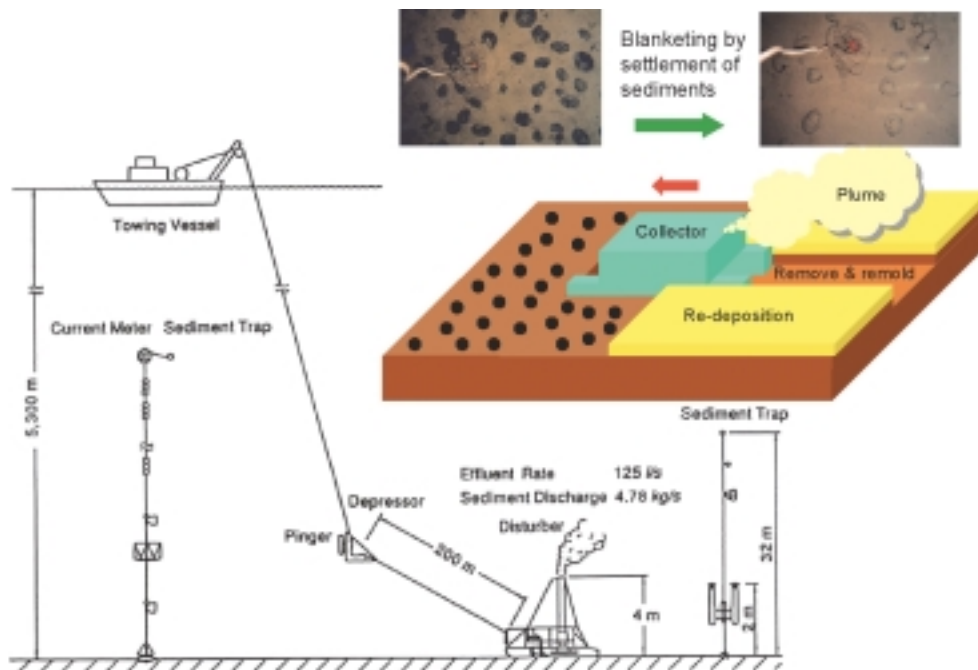 Blanketing by
settlement of
sediments
Plume
Collector
Remove & remold
Re-deposition
Towing Vessel
Current Meter Sediment Trap
5,300 m
Sediment Trap
Effluent Rate 125 l/s
Sediment Discharge 4.78 kg/s
Depressor
Disturber
Pinger
200 m
4 m
2 m
32 m